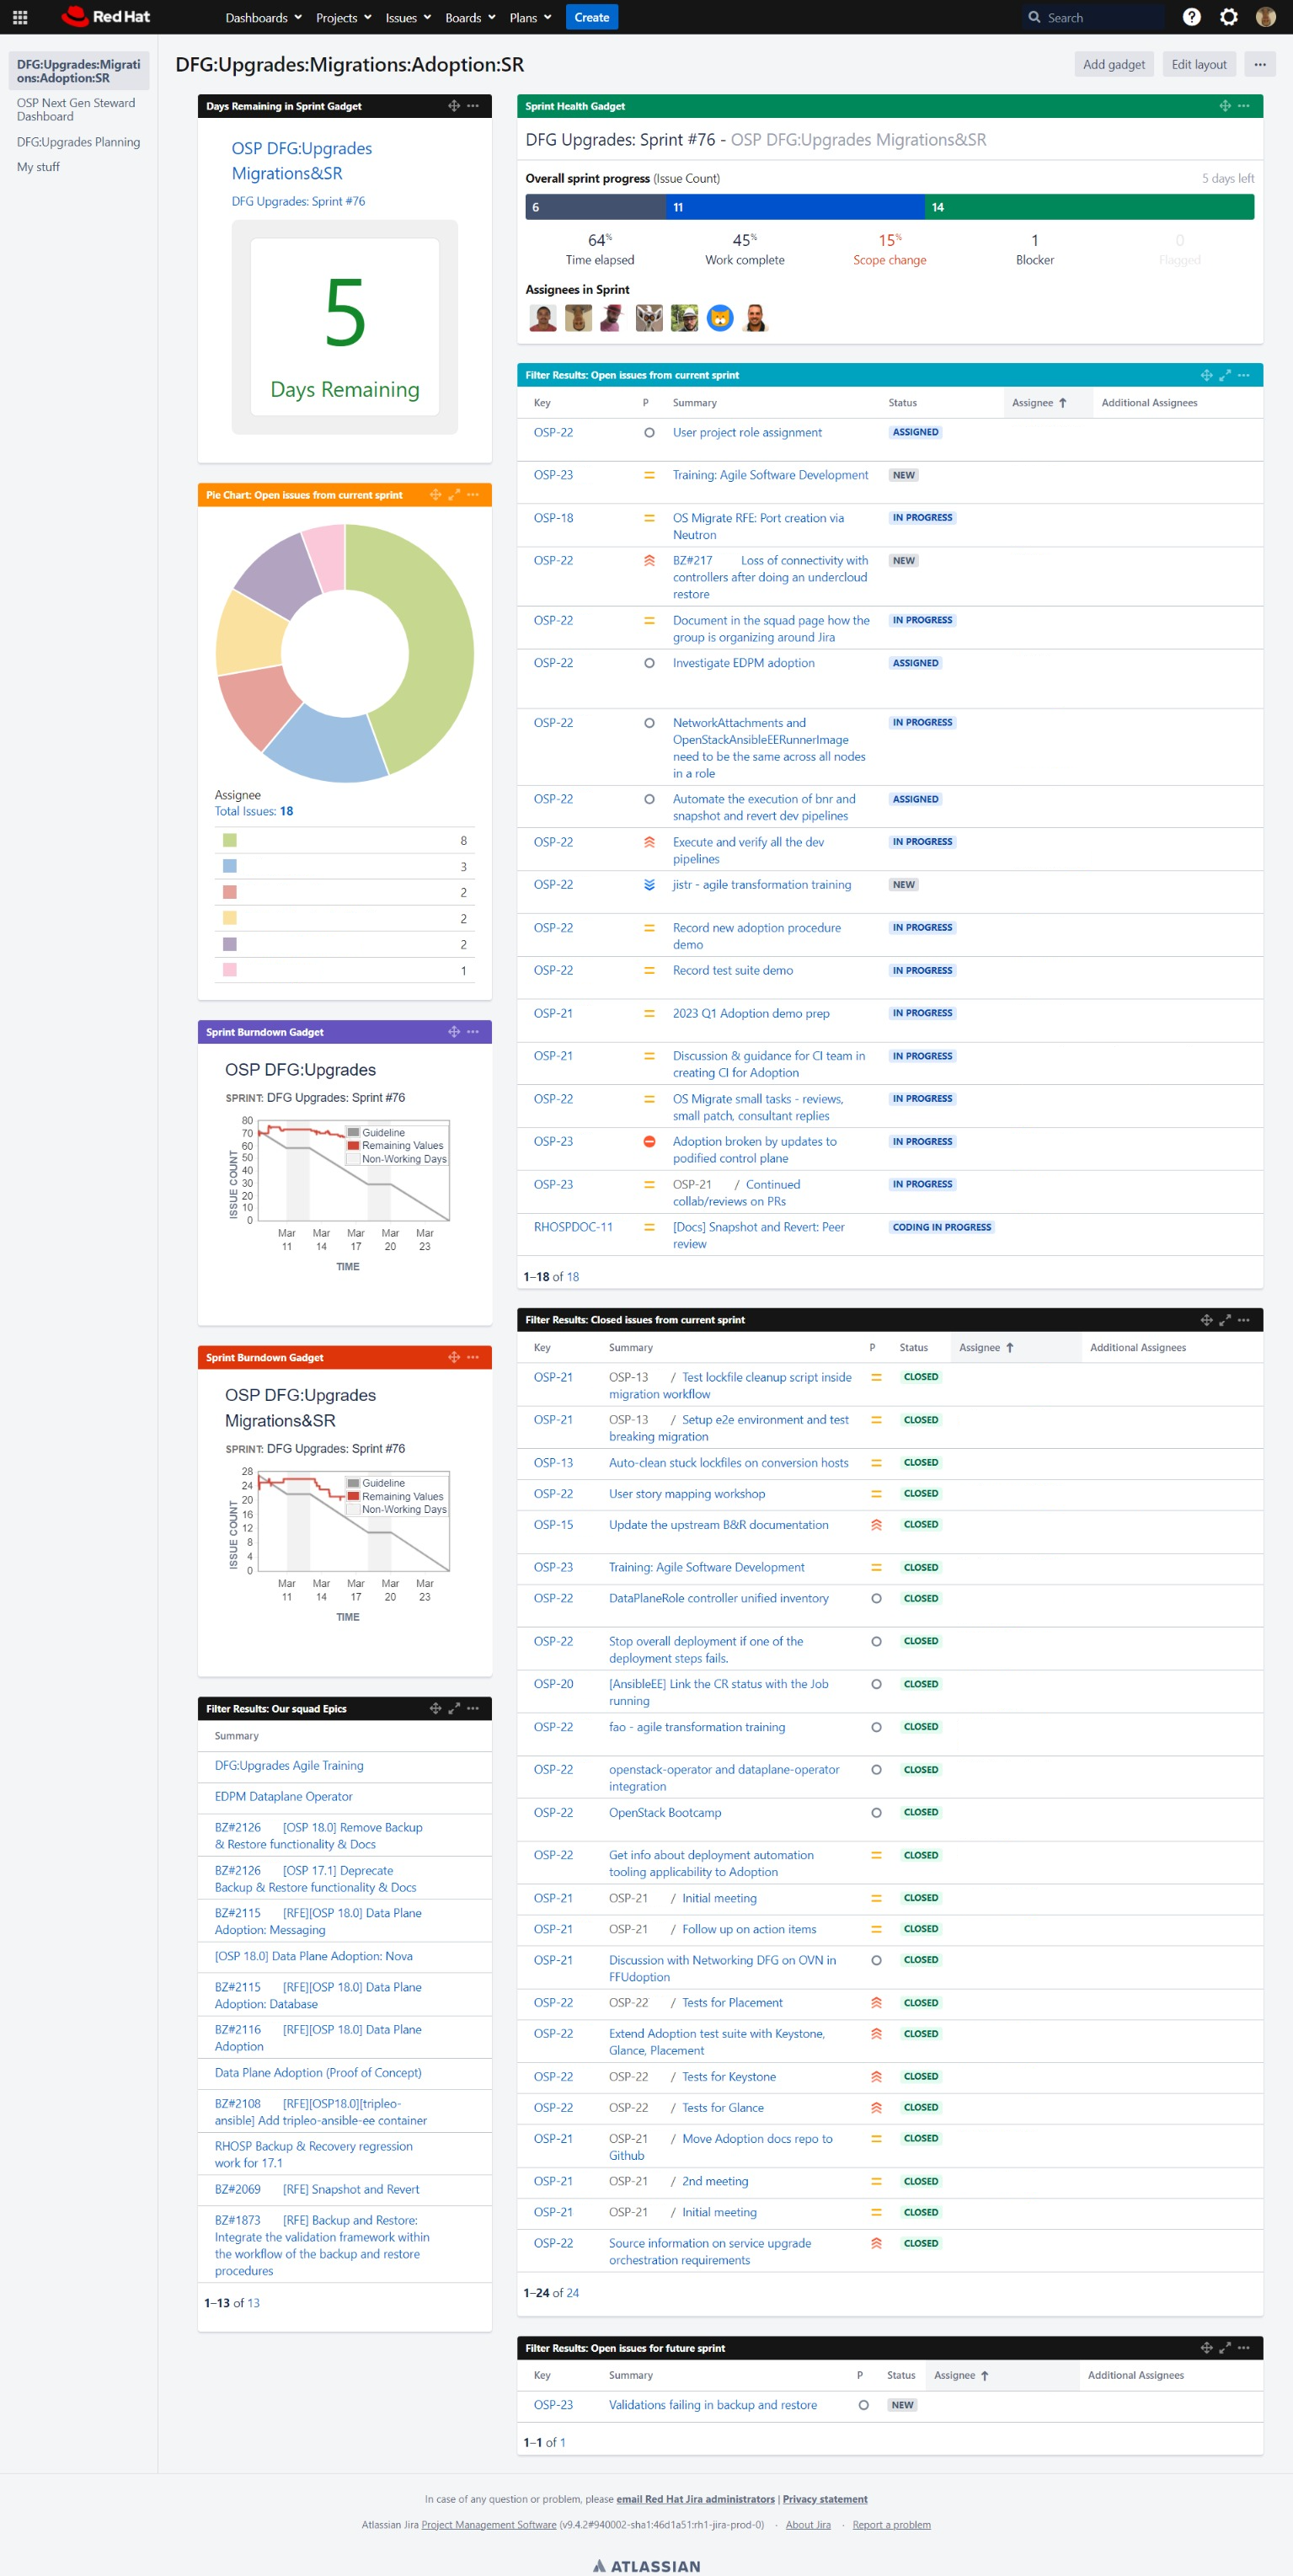 Red Hat
Dashboards Projects Issues Boards Plans Create
Search
DFG:Upgrades:Migrati
ons:Adoption:SR
OSP Next Gen Steward
Dashboard
DFG:Upgrades Planning
My stuff
DFG:Upgrades:Migrations:Adoption:SR
Add gadget Edit layout
Days Remaining in Sprint Gadget
OSP DFG:Upgrades
Migrations&SR
DFG Upgrades: Sprint #76
5
Days Remaining
Pie Chart: Open issues from current sprint
Assignee
Total Issues: 18
8
3
2
2
2
1
Sprint Burndown Gadget
OSP DFG:Upgrades
SPRINT: DFG Upgrades: Sprint #76
80
70
60
50
40
30
20
10
0
ISSUE COUNT
Guideline
Remaining Values
Non-Working Days
Mar Mar Mar Mar Mar
11 14 17 20 23
TIME
Sprint Burndown Gadget
OSP DFG:Upgrades
Migrations&SR
SPRINT: DFG Upgrades: Sprint #76
28
24
20
16
12
8
4
0
ISSUE COUNT
Guideline
Remaining Values
Non-Working Days
Mar Mar Mar Mar Mar
11 14 17 20 23
TIME
Filter Results: Our squad Epics
Summary
DFG:Upgrades Agile Training
EDPM Dataplane Operator
BZ#2126 [OSP 18.0] Remove Backup
& Restore functionality & Docs
BZ#2126 [OSP 17.1] Deprecate
Backup & Restore functionality & Docs
BZ#2115 [RFE][OSP 18.0] Data Plane
Adoption: Messaging
[OSP 18.0] Data Plane Adoption: Nova
BZ#2115 [RFE][OSP 18.0] Data Plane
Adoption: Database
BZ#2116 [RFE][OSP 18.0] Data Plane
Adoption
Data Plane Adoption (Proof of Concept)
BZ#2108 [RFE][OSP18.0][tripleo-
ansible] Add tripleo-ansible-ee container
RHOSP Backup & Recovery regression
work for 17.1
BZ#2069 [RFE] Snapshot and Revert
BZ#1873 [RFE] Backup and Restore:
Integrate the validation framework within
the workflow of the backup and restore
procedures
1–13 of 13
Sprint Health Gadget
DFG Upgrades: Sprint #76 - OSP DFG:Upgrades Migrations&SR
Overall sprint progress (Issue Count) 5 days left
6 11 14
64% 45% 15% 1 0
Time elapsed Work complete Scope change Blocker Flagged
Assignees in Sprint
Filter Results: Open issues from current sprint
Key P Summary Status Assignee Additional Assignees
OSP-22 User project role assignment ASSIGNED
OSP-23 Training: Agile Software Development NEW
OSP-18 OS Migrate RFE: Port creation via IN PROGRESS
Neutron
OSP-22 BZ#217 Loss of connectivity with NEW
controllers after doing an undercloud
restore
OSP-22 Document in the squad page how the IN PROGRESS
group is organizing around Jira
OSP-22 Investigate EDPM adoption ASSIGNED
OSP-22 NetworkAttachments and IN PROGRESS
OpenStackAnsibleEERunnerImage
need to be the same across all nodes
in a role
OSP-22 Automate the execution of bnr and ASSIGNED
snapshot and revert dev pipelines
OSP-22 Execute and verify all the dev IN PROGRESS
pipelines
OSP-22 jistr - agile transformation training NEW
OSP-22 Record new adoption procedure IN PROGRESS
demo
OSP-22 Record test suite demo IN PROGRESS
OSP-21 2023 Q1 Adoption demo prep IN PROGRESS
OSP-21 Discussion & guidance for CI team in IN PROGRESS
creating CI for Adoption
OSP-22 OS Migrate small tasks - reviews, IN PROGRESS
small patch, consultant replies
OSP-23 Adoption broken by updates to IN PROGRESS
podified control plane
OSP-23 OSP-21 / Continued IN PROGRESS
collab/reviews on PRs
RHOSPDOC-11 [Docs] Snapshot and Revert: Peer CODING IN PROGRESS
review
1–18 of 18
Filter Results: Closed issues from current sprint
Key Summary P Status Assignee Additional Assignees
OSP-21 OSP-13 / Test lockfile cleanup script inside CLOSED
migration workflow
OSP-21 OSP-13 / Setup e2e environment and test CLOSED
breaking migration
OSP-13 Auto-clean stuck lockfiles on conversion hosts CLOSED
OSP-22 User story mapping workshop CLOSED
OSP-15 Update the upstream B&R documentation CLOSED
OSP-23 Training: Agile Software Development CLOSED
OSP-22 DataPlaneRole controller unified inventory CLOSED
OSP-22 Stop overall deployment if one of the CLOSED
deployment steps fails.
OSP-20 [AnsibleEE] Link the CR status with the Job CLOSED
running
OSP-22 fao - agile transformation training CLOSED
OSP-22 openstack-operator and dataplane-operator CLOSED
integration
OSP-22 OpenStack Bootcamp CLOSED
OSP-22 Get info about deployment automation CLOSED
tooling applicability to Adoption
OSP-21 OSP-21 / Initial meeting CLOSED
OSP-21 OSP-21 / Follow up on action items CLOSED
OSP-21 Discussion with Networking DFG on OVN in CLOSED
FFUdoption
OSP-22 OSP-22 / Tests for Placement CLOSED
OSP-22 Extend Adoption test suite with Keystone, CLOSED
Glance, Placement
OSP-22 OSP-22 / Tests for Keystone CLOSED
OSP-22 OSP-22 / Tests for Glance CLOSED
OSP-21 OSP-21 / Move Adoption docs repo to CLOSED
Github
OSP-21 OSP-21 / 2nd meeting CLOSED
OSP-21 OSP-21 / Initial meeting CLOSED
OSP-22 Source information on service upgrade CLOSED
orchestration requirements
1–24 of 24
Filter Results: Open issues for future sprint
Key Summary P Status Assignee Additional Assignees
OSP-23 Validations failing in backup and restore NEW
1–1 of 1
In case of any question or problem, please email Red Hat Jira administrators | Privacy statement
Atlassian Jira Project Management Software (v9.4.2#940002-sha1:46d1a51:rh1-jira-prod-0) · About Jira · Report a problem
ATLASSIAN